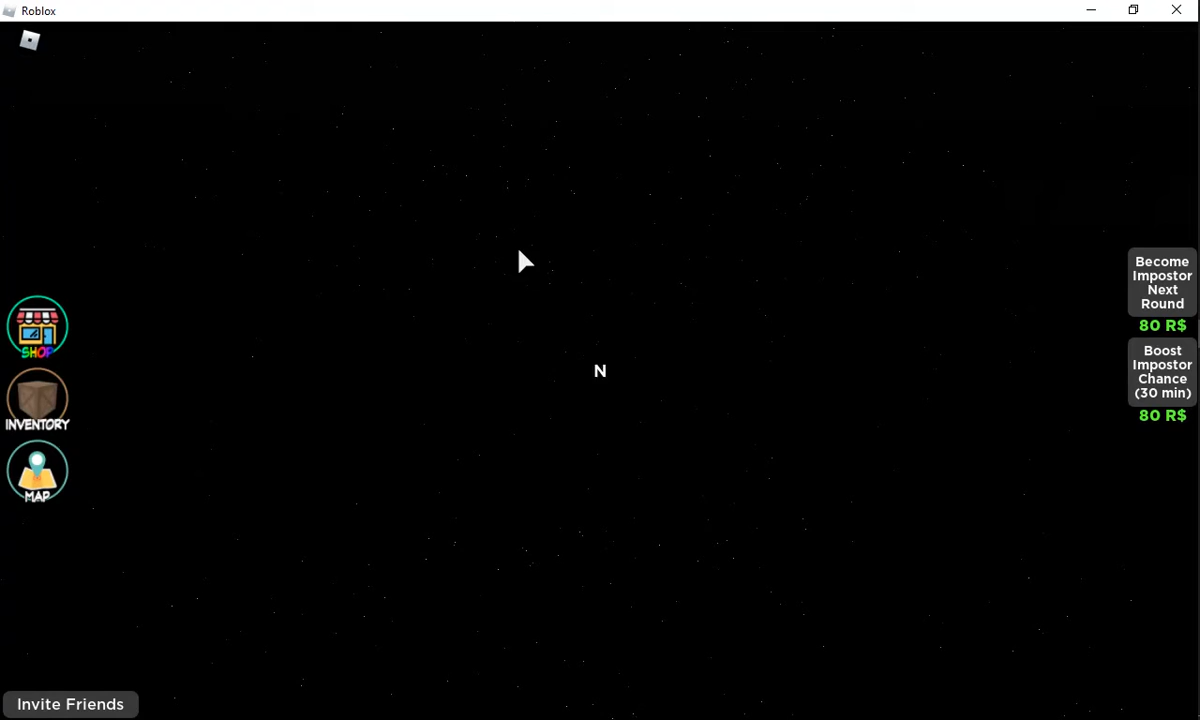 Roblox
Become
Impostor
Next
Round
80 R$
Boost
Impostor
Chance
(30 min)
80 R$
SHOP
INVENTORY
MAP
N
Invite Friends